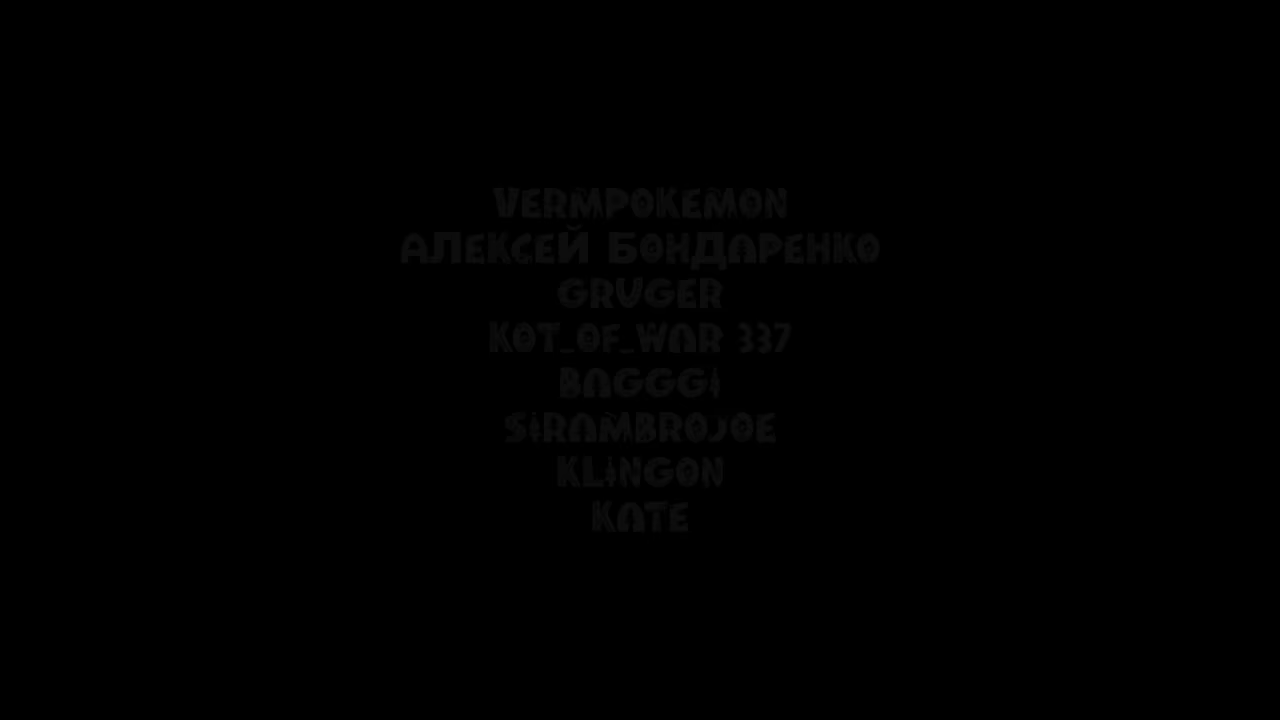 VERMPOKEMON
АЛЕКСЕЙ БОНДАРЕНКО
GRUGER
KOT_OF_WAR 337
BAGGGI
SIRAMBROJOE
KLINGON
KATE